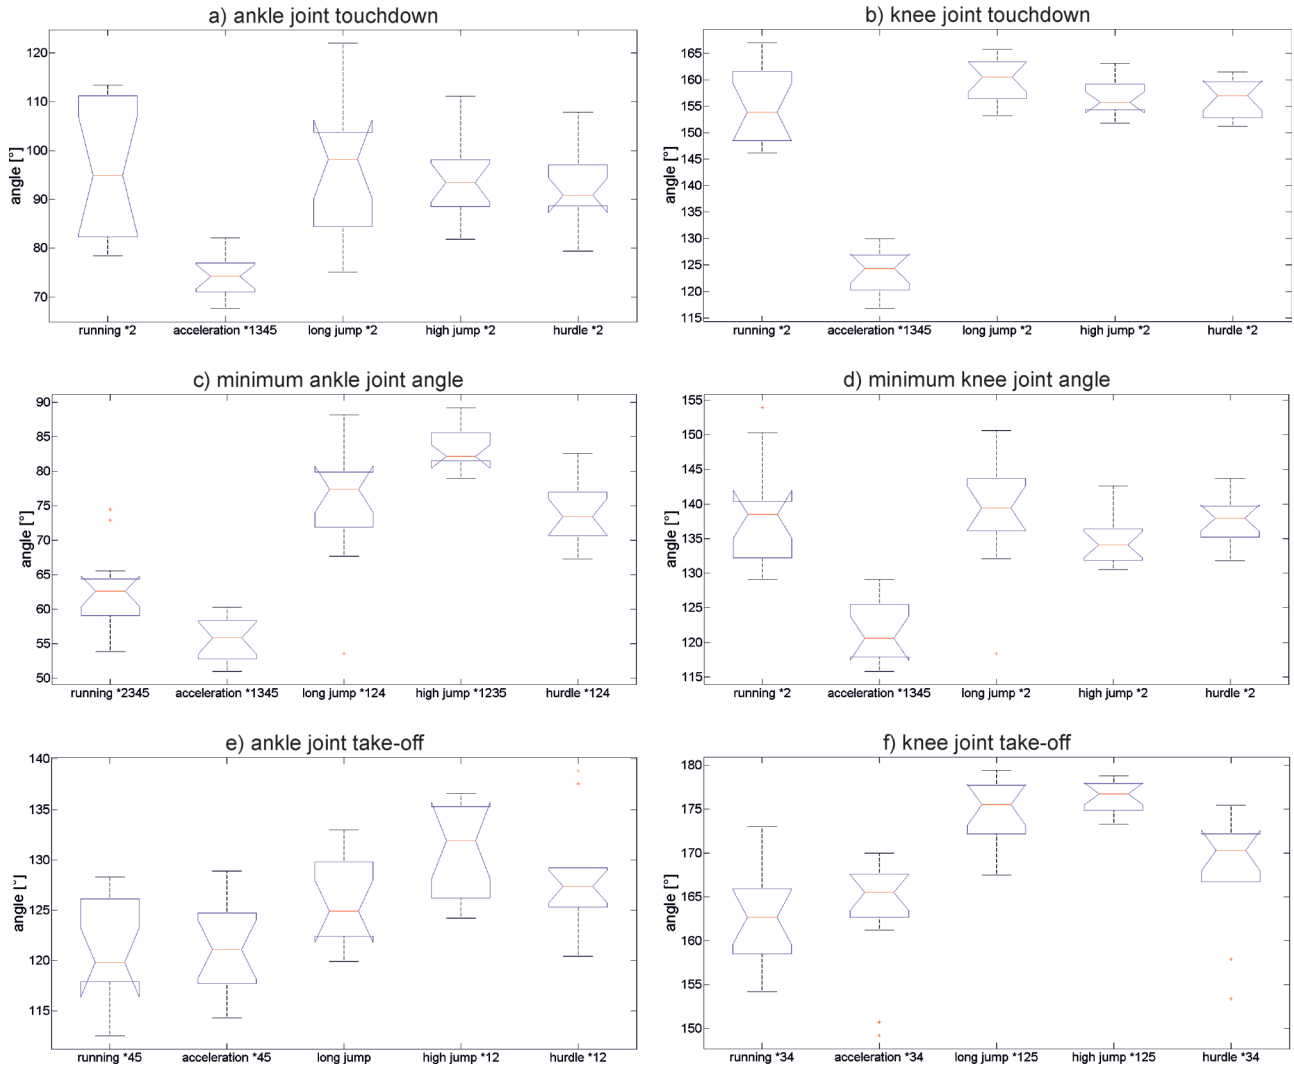 a) ankle joint touchdown
angle [°]
120
110
100
90
80
70
running *2 acceleration *1345 long jump *2 high jump *2 hurdle *2
b) knee joint touchdown
angle [°]
165
160
155
150
145
140
135
130
125
120
115
running *2 acceleration *1345 long jump *2 high jump *2 hurdle *2
c) minimum ankle joint angle
angle [°]
90
85
80
75
70
65
60
55
50
running *2345 acceleration *1345 long jump *124 high jump *1235 hurdle *124
d) minimum knee joint angle
angle [°]
155
150
145
140
135
130
125
120
115
running *2 acceleration *1345 long jump *2 high jump *2 hurdle *2
e) ankle joint take-off
angle [°]
140
135
130
125
120
115
running *45 acceleration *45 long jump high jump *12 hurdle *12
f) knee joint take-off
angle [°]
180
175
170
165
160
155
150
running *34 acceleration *34 long jump *125 high jump *125 hurdle *34